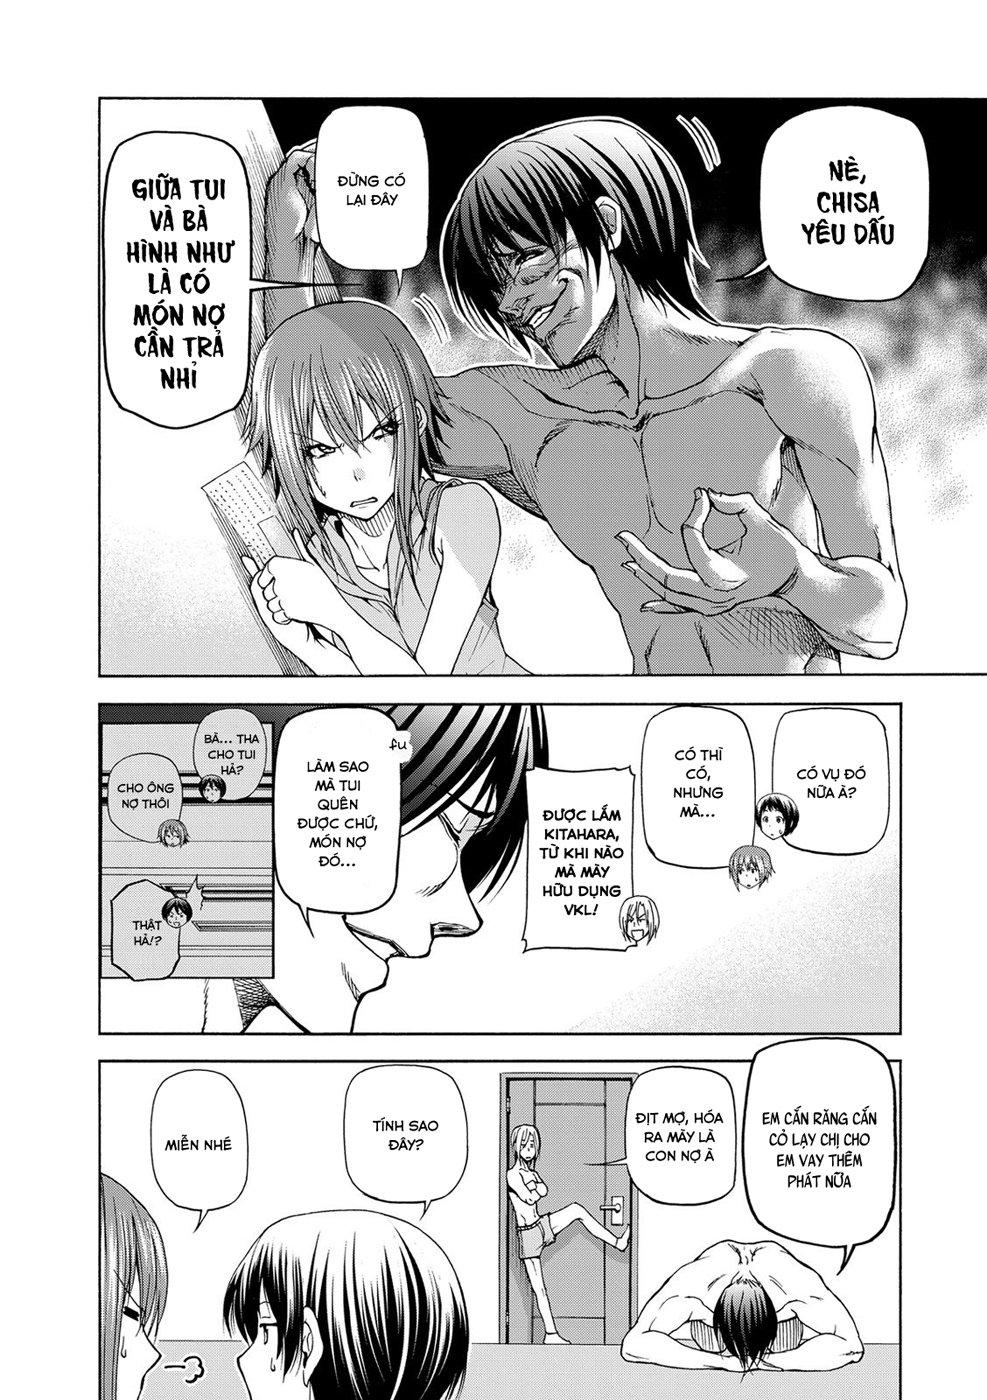 NÈ,
CHISA
YÊU DẤU
ĐỪNG CÓ
LẠI ĐÂY
GIỮA TUI
VÀ BÀ
HÌNH NHƯ
LÀ CÓ
MÓN NỢ
CẦN TRẢ
NHỈ
CÓ VỤ ĐÓ
NỮA À?
CÓ THÌ
CÓ,
NHƯNG
MÀ...
ĐƯỢC LẮM
KITAHARA,
TỪ KHI NÀO
MÀ MÀY
HỮU DỤNG
VKL!
fu
LÀM SAO
MÀ TUI
QUÊN
ĐƯỢC CHỨ,
MÓN NỢ
ĐÓ...
BÀ... THA
CHO TUI
HẢ?
CHO ÔNG
NỢ THÔI
THẬT
HẢ!?
EM CẮN RĂNG CẮN
CỎ LẠY CHỊ CHO
EM VAY THÊM
PHÁT NỮA
ĐỊT MỢ, HÓA
RA MÀY LÀ
CON NỢ À
TÍNH SAO
ĐÂY?
MIỄN NHÉ